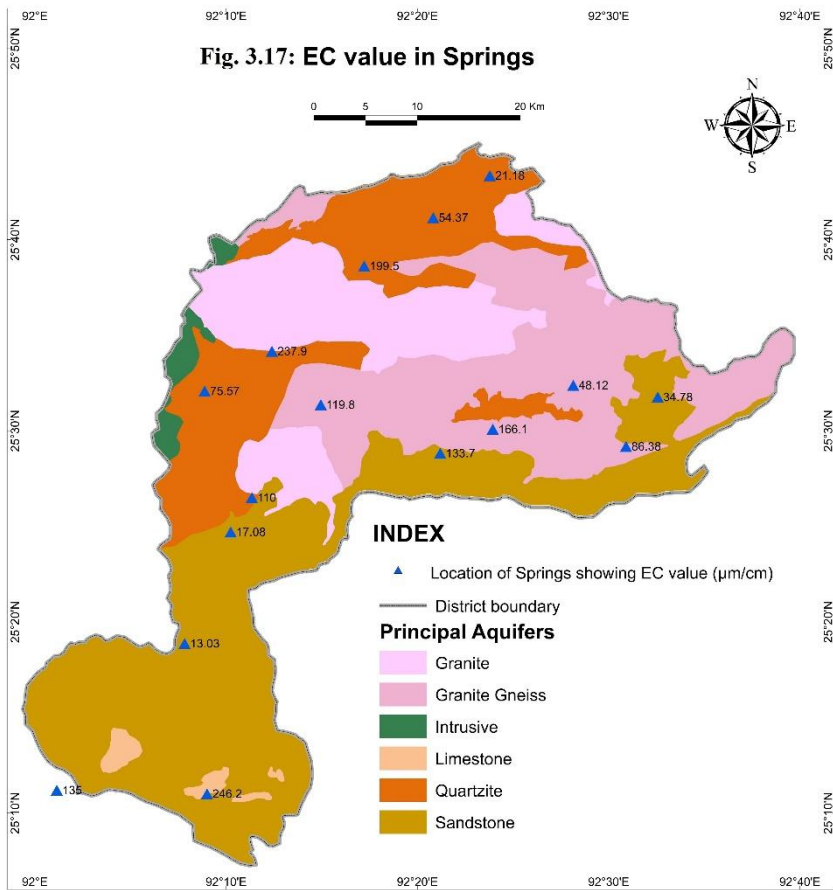 92°E 92°10'E 92°20'E 92°30'E 92°40'E
25°50'N 25°50'N
Fig. 3.17: EC value in Springs
0 5 10 20 Km
N
W E
S
21.18
54.37
25°40'N 25°40'N
199.5
237.9
75.57
48.12
34.78
119.8
25°30'N 25°30'N
166.1
86.38
133.7
110
17.08
INDEX
Location of Springs showing EC value (µm/cm)
District boundary
25°20'N 25°20'N
Principal Aquifers
13.03
Granite
Granite Gneiss
Intrusive
Limestone
135
246.2
25°10'N 25°10'N
Quartzite
Sandstone
92°E 92°10'E 92°20'E 92°30'E 92°40'E